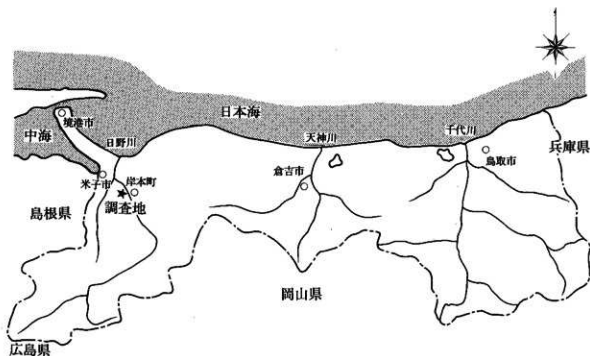 日本海
境港市
中海
日野川
天神川
千代川
兵庫県
鳥取市
米子市
岸本町
倉吉市
調査地
島根県
岡山県
広島県